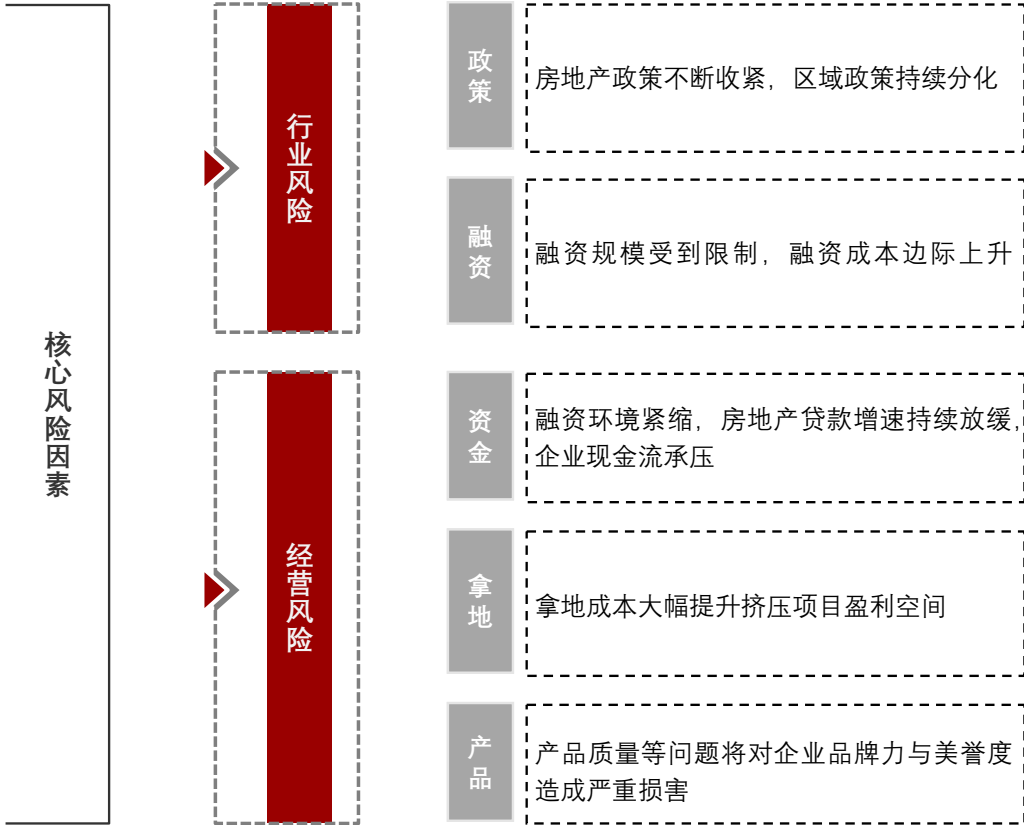 核心风险因素
行业风险
政策
房地产政策不断收紧，区域政策持续分化
融资
融资规模受到限制，融资成本边际上升
经营风险
资金
融资环境紧缩，房地产贷款增速持续放缓，
企业现金流承压
拿地
拿地成本大幅提升挤压项目盈利空间
产品
产品质量等问题将对企业品牌力与美誉度
造成严重损害